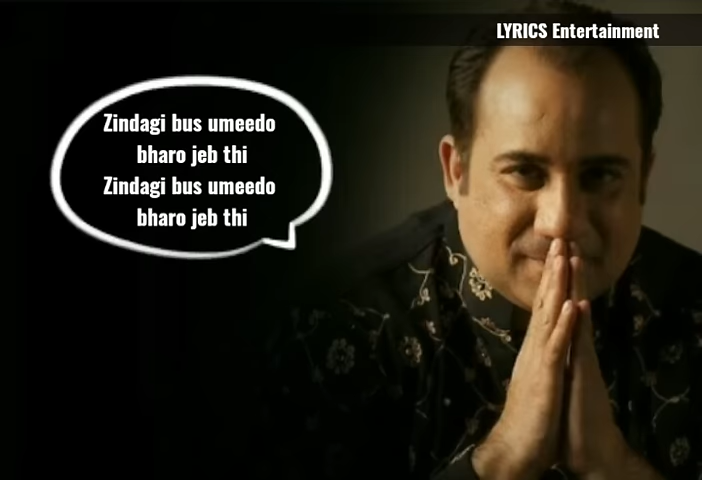 LYRICS Entertainment
Zindagi bus umeedo
bharo jeb thi
Zindagi bus umeedo
bharo jeb thi